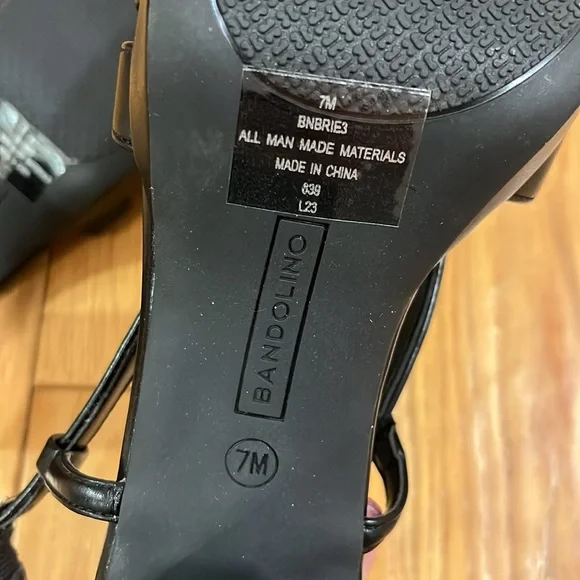 7M
BNBRIE3
ALL MAN MADE MATERIALS
MADE IN CHINA
839
L23
BANDOLINO
7M